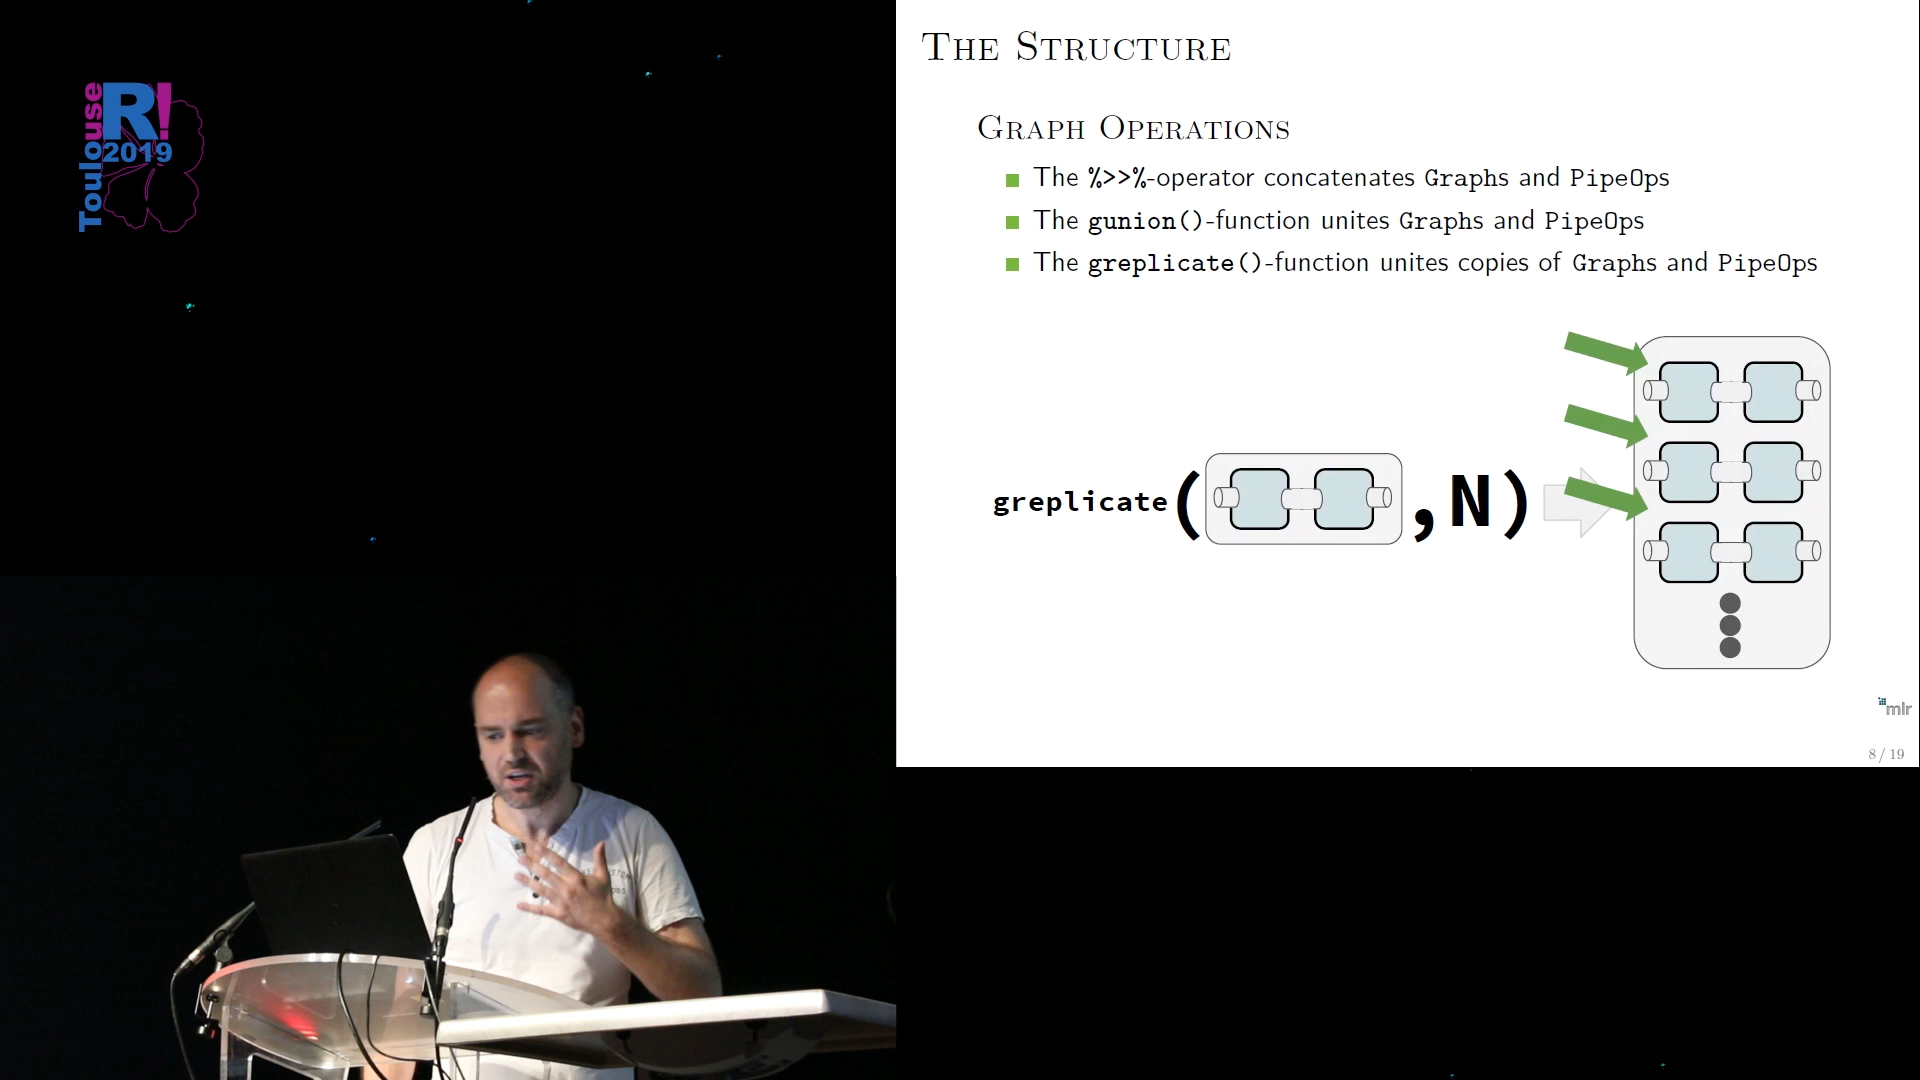 Toulouse
R!
2019
The Structure
Graph Operations
The %>>%-operator concatenates Graphs and PipeOps
The gunion()-function unites Graphs and PipeOps
The greplicate()-function unites copies of Graphs and PipeOps
greplicate( ,N)
mlr
8 / 19